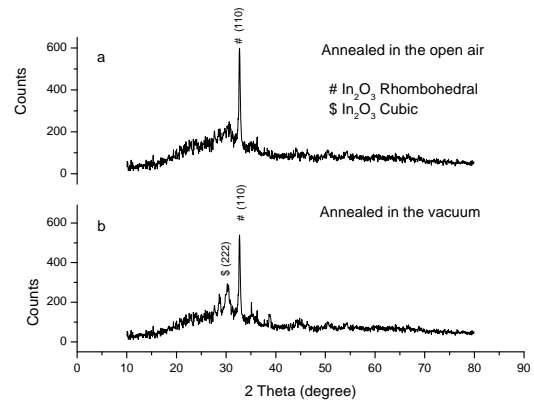 # (110)
600
a
Annealed in the open air
400
# In2O3 Rhombohedral
$ In2O3 Cubic
Counts
200
0
# (110)
600
b
Annealed in the vacuum
$ (222)
400
Counts
200
0
0 10 20 30 40 50 60 70 80 90
2 Theta (degree)